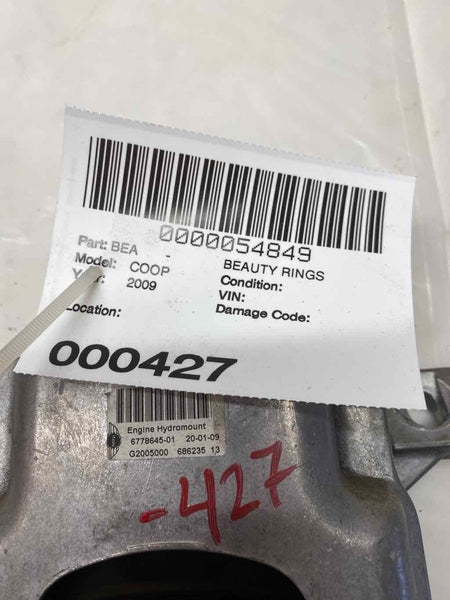 0000054849
Part: BEA - BEAUTY RINGS
Model: COOP Condition:
Year: 2009 VIN:
Location: Damage Code:
000427
Engine Hydromount
6778645-01 20-01-09
G2005000 686235 13
-427